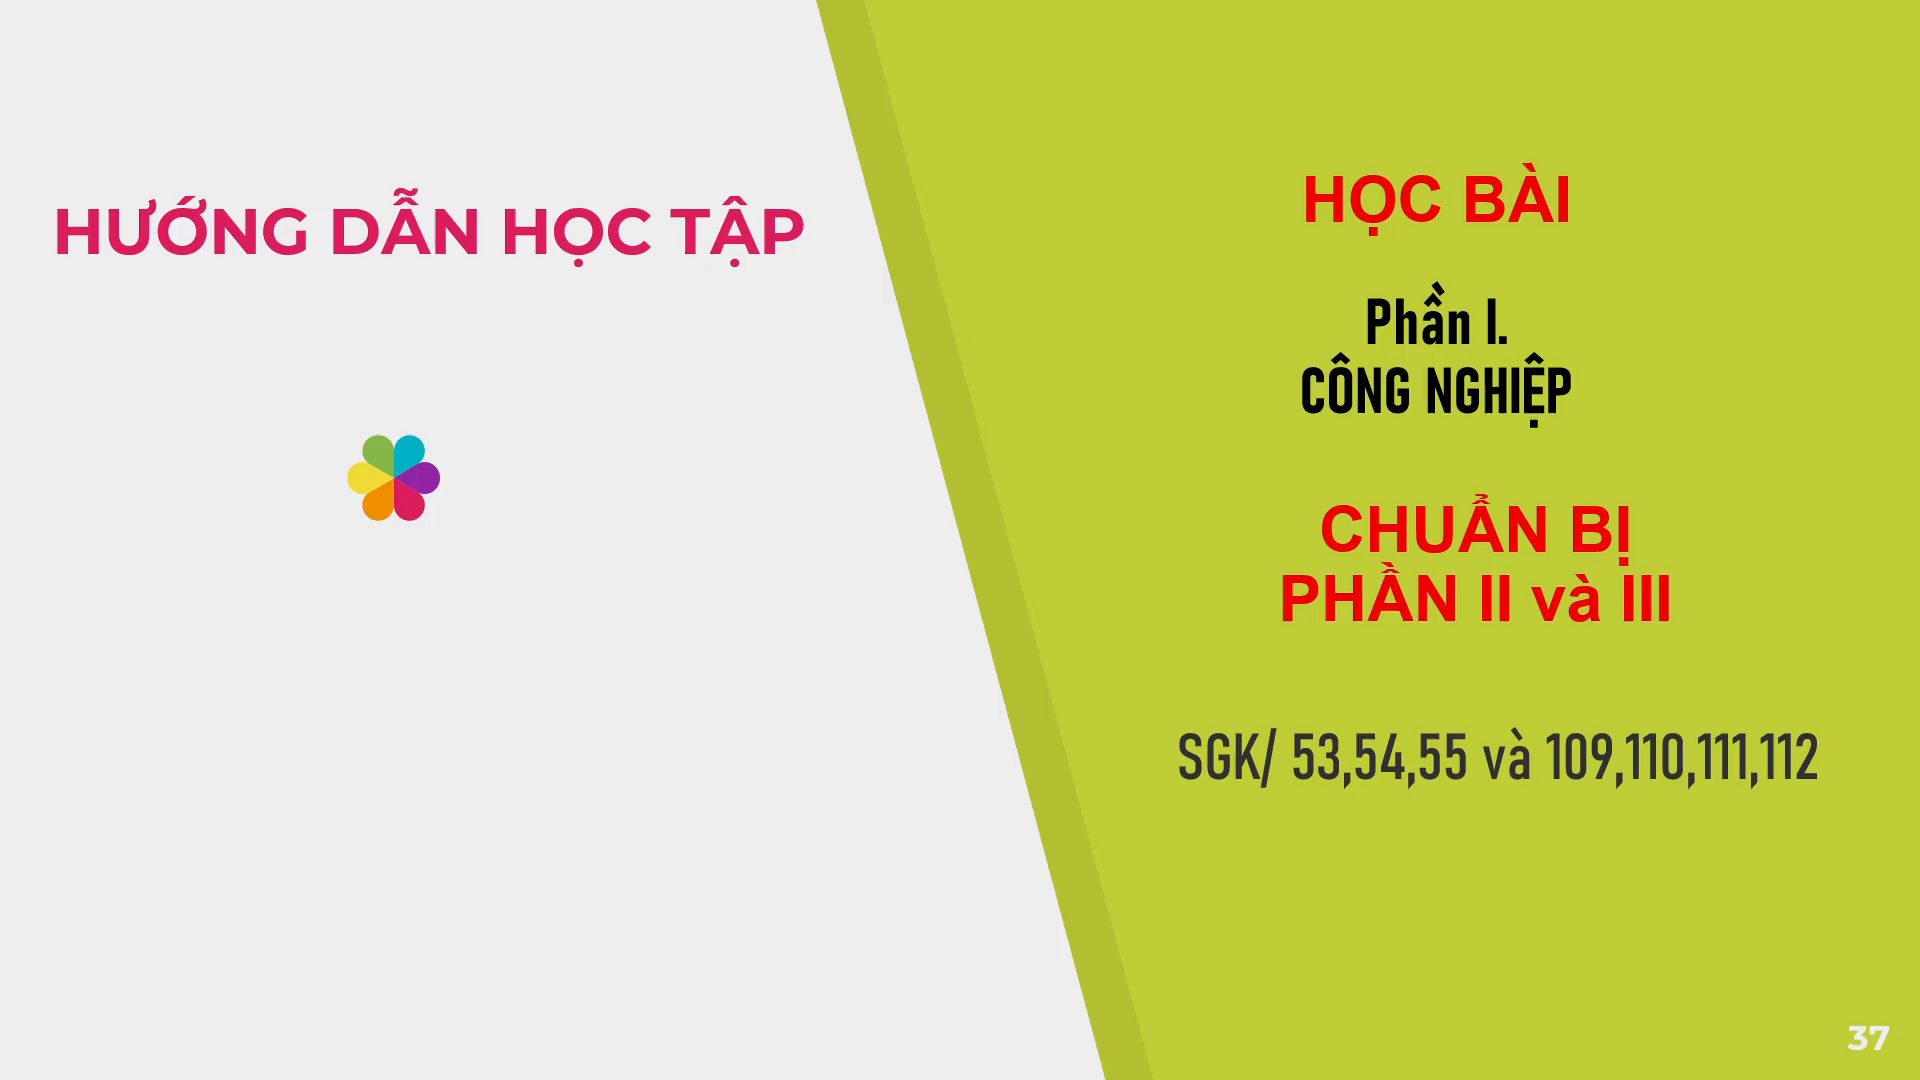 HƯỚNG DẪN HỌC TẬP
HỌC BÀI
Phần I.
CÔNG NGHIỆP
CHUẨN BỊ
PHẦN II và III
SGK/ 53,54,55 và 109,110,111,112
37